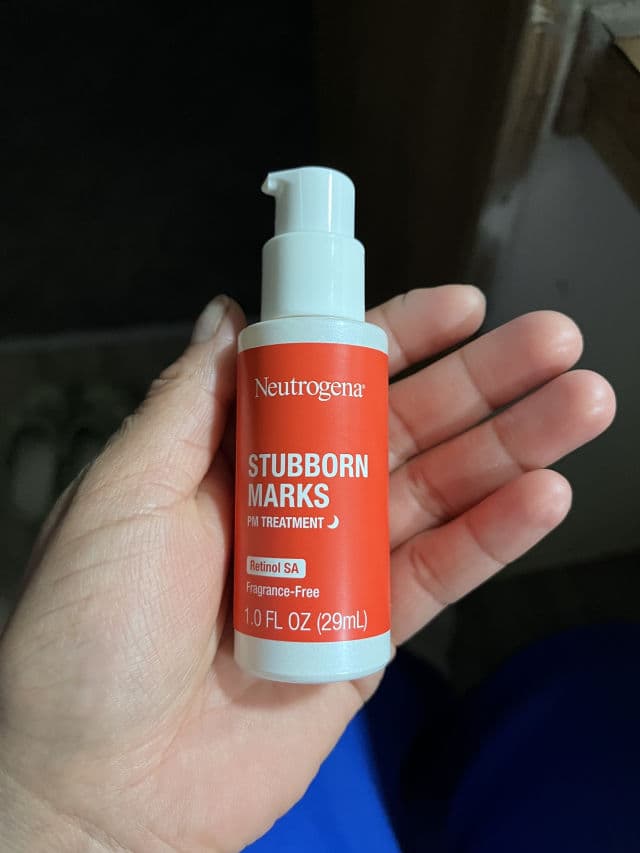 Neutrogena®
STUBBORN
MARKS
PM TREATMENT
Retinol SA
Fragrance-Free
1.0 FL OZ (29mL)